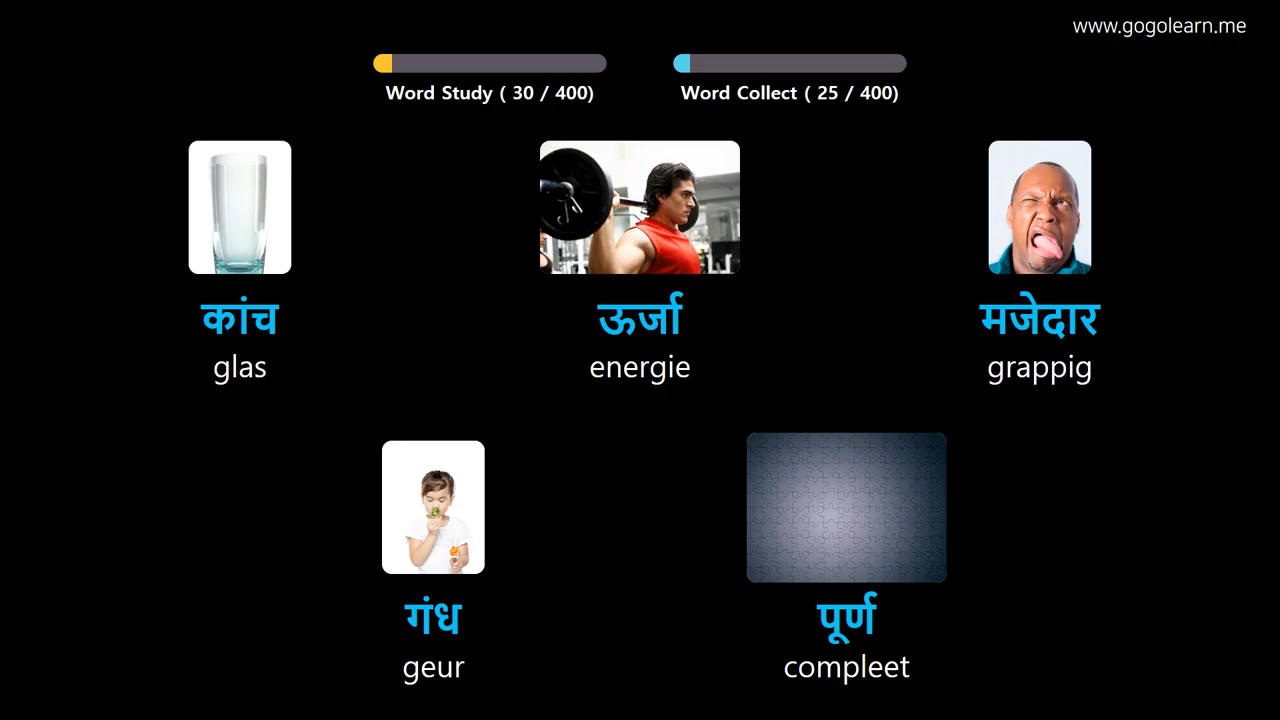 www.gogolearn.me
Word Study ( 30 / 400)
Word Collect ( 25 / 400)
कांच
glas
ऊर्जा
energie
मजेदार
grappig
गंध
geur
पूर्ण
compleet